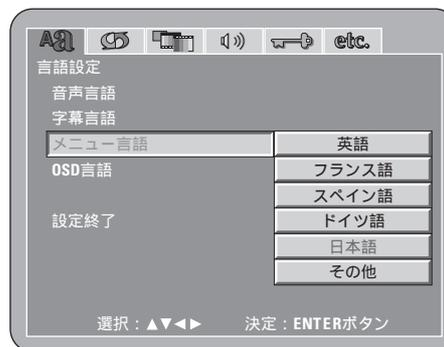 Aa etc.
言語設定
音声言語
字幕言語
メニュー言語 英語
OSD言語 フランス語
スペイン語
設定終了 ドイツ語
日本語
その他
選択：▲▼◀▶ 決定：ENTERボタン